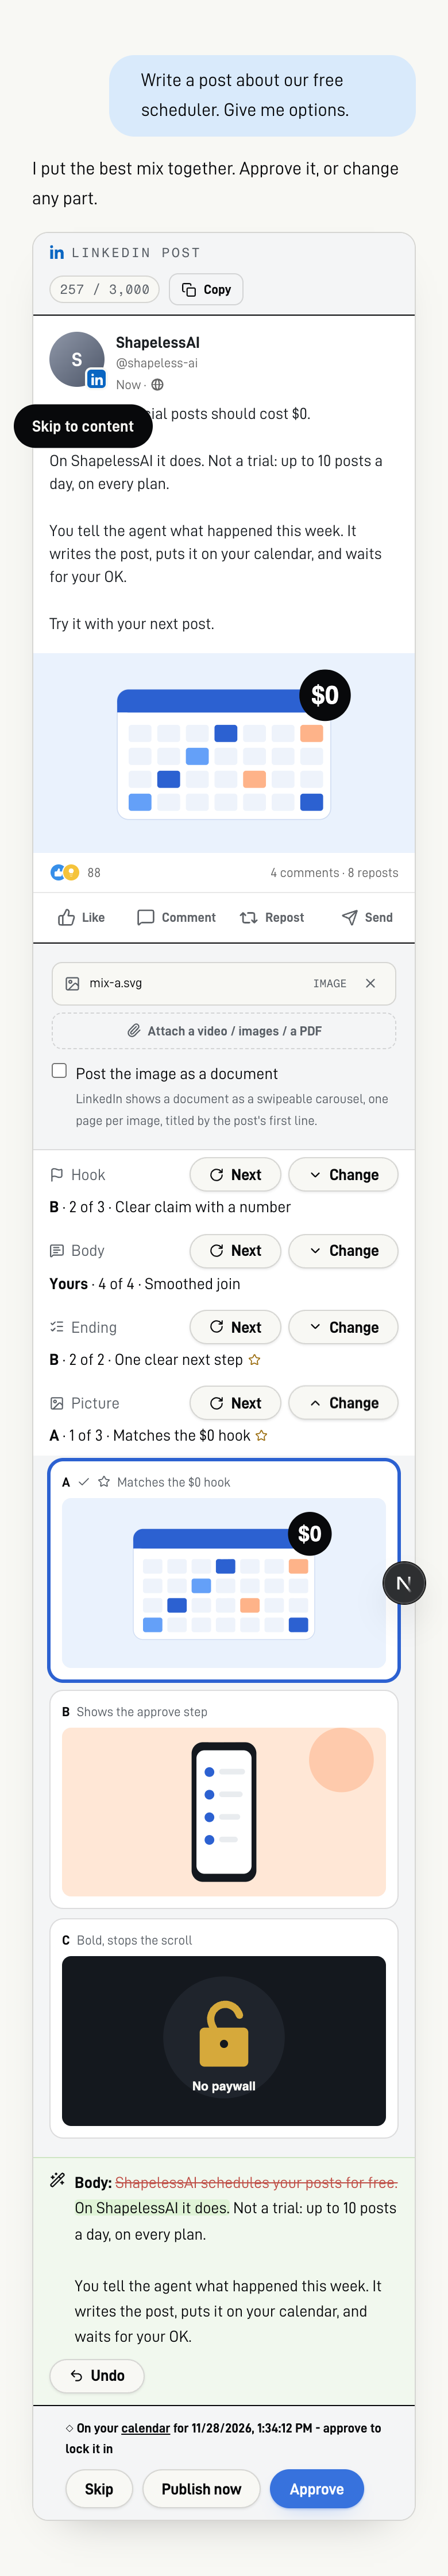 Write a post about our free
scheduler. Give me options.
I put the best mix together. Approve it, or change
any part.
in LINKEDIN POST
257 / 3,000 Copy
S
in
ShapelessAI
@shapeless-ai
Now ·
Skip to content
posts should cost $0.
On ShapelessAI it does. Not a trial: up to 10 posts a
day, on every plan.
You tell the agent what happened this week. It
writes the post, puts it on your calendar, and waits
for your OK.
Try it with your next post.
$0
88 4 comments · 8 reposts
Like Comment Repost Send
mix-a.svg IMAGE
Attach a video / images / a PDF
Post the image as a document
LinkedIn shows a document as a swipeable carousel, one
page per image, titled by the post's first line.
Hook Next Change
B · 2 of 3 · Clear claim with a number
Body Next Change
Yours · 4 of 4 · Smoothed join
Ending Next Change
B · 2 of 2 · One clear next step
Picture Next Change
A · 1 of 3 · Matches the $0 hook
A Matches the $0 hook
$0
N
B Shows the approve step
C Bold, stops the scroll
No paywall
Body: ShapelessAI schedules your posts for free.
On ShapelessAI it does. Not a trial: up to 10 posts
a day, on every plan.
You tell the agent what happened this week. It
writes the post, puts it on your calendar, and
waits for your OK.
Undo
On your calendar for 11/28/2026, 1:34:12 PM - approve to
lock it in
Skip Publish now Approve